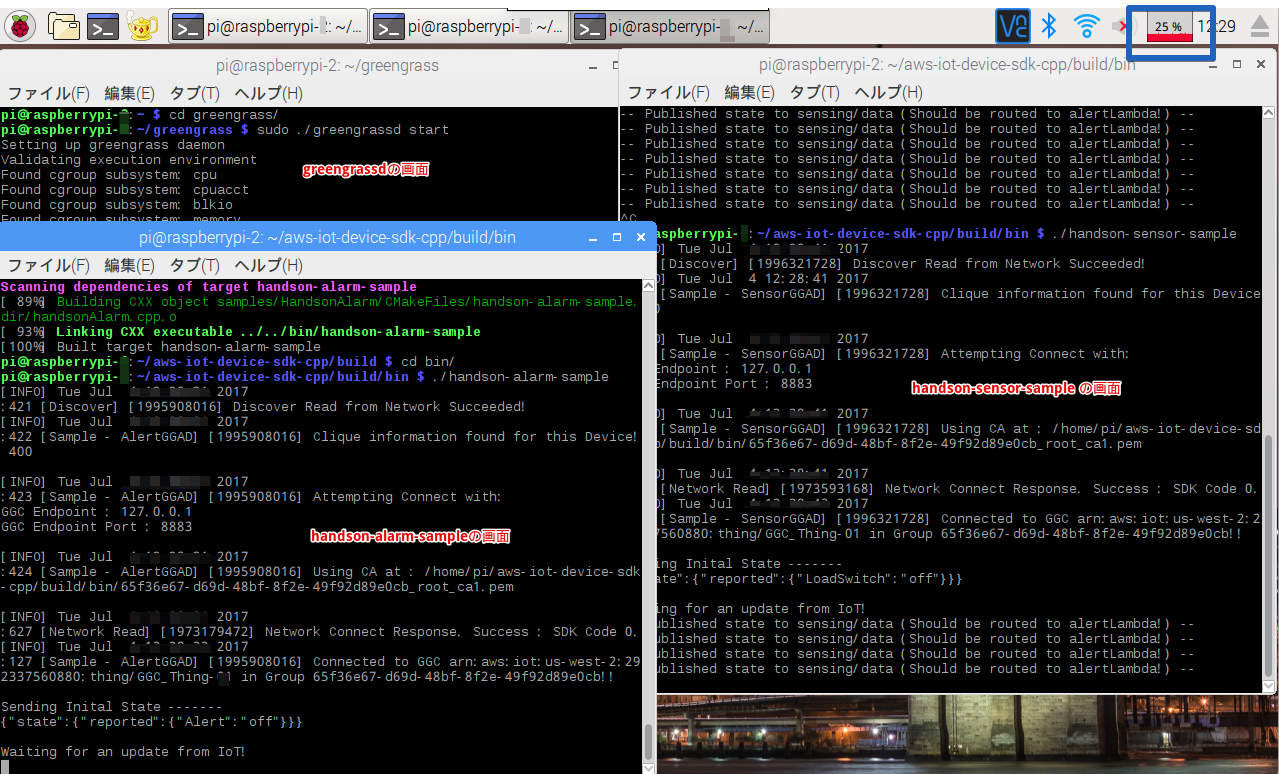 pi@raspberrypi- : ~/...
pi@raspberrypi- : ~/...
pi@raspberrypi- : ~/...
25 %
12:29
pi@raspberrypi-2: ~/greengrass
ファイル(F) 編集(E) タブ(T) ヘルプ(H)
pi@raspberrypi- :~ $ cd greengrass/
pi@raspberrypi- :~/greengrass $ sudo ./greengrassd start
Setting up greengrass daemon
Validating execution environment
Found cgroup subsystem: cpu
Found cgroup subsystem: cpuacct
Found cgroup subsystem: blkio
Found cgroup subsystem: memory
greengrassdの画面
pi@raspberrypi-2: ~/aws-iot-device-sdk-cpp/build/bin
ファイル(F) 編集(E) タブ(T) ヘルプ(H)
-- Published state to sensing/data (Should be routed to alertLambda!) --
-- Published state to sensing/data (Should be routed to alertLambda!) --
-- Published state to sensing/data (Should be routed to alertLambda!) --
-- Published state to sensing/data (Should be routed to alertLambda!) --
-- Published state to sensing/data (Should be routed to alertLambda!) --
-- Published state to sensing/data (Should be routed to alertLambda!) --
-- Published state to sensing/data (Should be routed to alertLambda!) --
^C
raspberrypi- :~/aws-iot-device-sdk-cpp/build/bin $ ./handson-sensor-sample
O] Tue Jul 2017
[Discover] [1996321728] Discover Read from Network Succeeded!
O] Tue Jul 4 12:28:41 2017
[Sample - SensorGGAD] [1996321728] Clique information found for this Device
0
O] Tue Jul 2017
[Sample - SensorGGAD] [1996321728] Attempting Connect with:
Endpoint : 127.0.0.1
Endpoint Port : 8883
handson-sensor-sample の画面
O] Tue Jul 2017
[Sample - SensorGGAD] [1996321728] Using CA at : /home/pi/aws-iot-device-sd
p/build/bin/65f36e67-d69d-48bf-8f2e-49f92d89e0cb_root_ca1.pem
O] Tue Jul 4 12:28:41 2017
[Network Read] [1973593168] Network Connect Response. Success : SDK Code 0.
O] Tue Jul 2017
[Sample - SensorGGAD] [1996321728] Connected to GGC arn:aws:iot:us-west-2:2
7560880:thing/GGC_Thing-01 in Group 65f36e67-d69d-48bf-8f2e-49f92d89e0cb!!
ing Inital State -------
ate":{"reported":{"LoadSwitch":"off"}}}
ing for an update from IoT!
ublished state to sensing/data (Should be routed to alertLambda!) --
ublished state to sensing/data (Should be routed to alertLambda!) --
ublished state to sensing/data (Should be routed to alertLambda!) --
ublished state to sensing/data (Should be routed to alertLambda!) --
pi@raspberrypi-2: ~/aws-iot-device-sdk-cpp/build/bin
ファイル(F) 編集(E) タブ(T) ヘルプ(H)
Scanning dependencies of target handson-alarm-sample
[ 89%] Building CXX object samples/HandsonAlarm/CMakeFiles/handson-alarm-sample.
dir/handsonAlarm.cpp.o
[ 93%] Linking CXX executable ../../bin/handson-alarm-sample
[100%] Built target handson-alarm-sample
pi@raspberrypi- :~/aws-iot-device-sdk-cpp/build $ cd bin/
pi@raspberrypi- :~/aws-iot-device-sdk-cpp/build/bin $ ./handson-alarm-sample
[INFO] Tue Jul 2017
:421 [Discover] [1995908016] Discover Read from Network Succeeded!
[INFO] Tue Jul 2017
:422 [Sample - AlertGGAD] [1995908016] Clique information found for this Device!
400
[INFO] Tue Jul 2017
:423 [Sample - AlertGGAD] [1995908016] Attempting Connect with:
GGC Endpoint : 127.0.0.1
GGC Endpoint Port : 8883
handson-alarm-sampleの画面
[INFO] Tue Jul 2017
:424 [Sample - AlertGGAD] [1995908016] Using CA at : /home/pi/aws-iot-device-sdk
-cpp/build/bin/65f36e67-d69d-48bf-8f2e-49f92d89e0cb_root_ca1.pem
[INFO] Tue Jul 2017
:627 [Network Read] [1973179472] Network Connect Response. Success : SDK Code 0.
[INFO] Tue Jul 2017
:127 [Sample - AlertGGAD] [1995908016] Connected to GGC arn:aws:iot:us-west-2:29
2337560880:thing/GGC_Thing- in Group 65f36e67-d69d-48bf-8f2e-49f92d89e0cb!!
Sending Inital State -------
{"state":{"reported":{"Alert":"off"}}}
Waiting for an update from IoT!